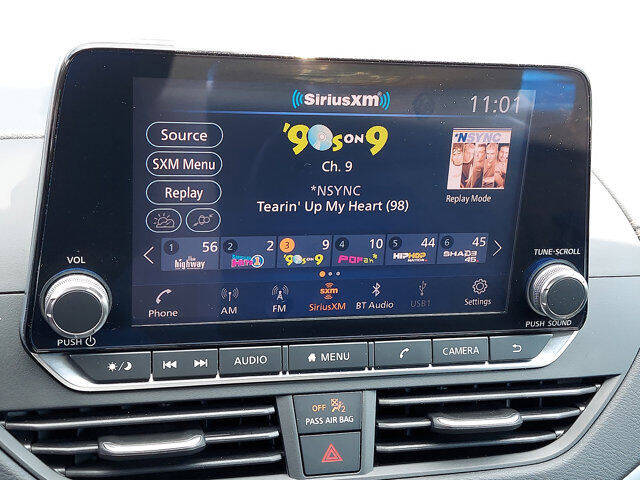 SiriusXM
11:01
Source
SXM Menu
Replay
'90s ON 9
Ch. 9
*NSYNC
Tearin' Up My Heart (98)
*NSYNC
Replay Mode
1 56 2 2 3 9 4 10 5 44 6 45
the highway '90s ON 9 HIPHOP NATION SHADE 45
VOL
TUNE•SCROLL
Phone AM FM SXM SiriusXM BT Audio USB1 Settings
PUSH
PUSH SOUND
AUDIO MENU CAMERA
OFF 2
PASS AIR BAG